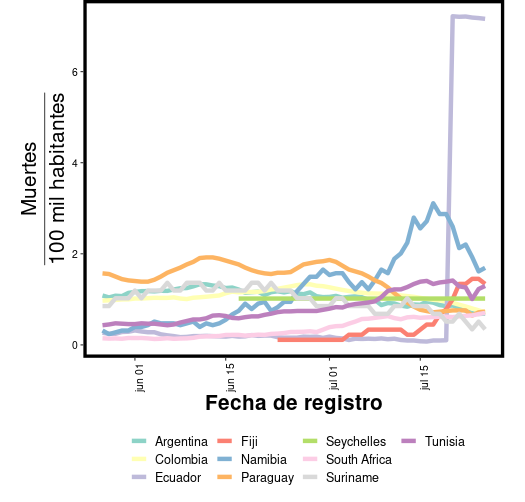 Muertes
100 mil habitantes
6
4
2
0
jun 01
jun 15
jul 01
jul 15
Fecha de registro
Argentina Fiji Seychelles Tunisia
Colombia Namibia South Africa
Ecuador Paraguay Suriname